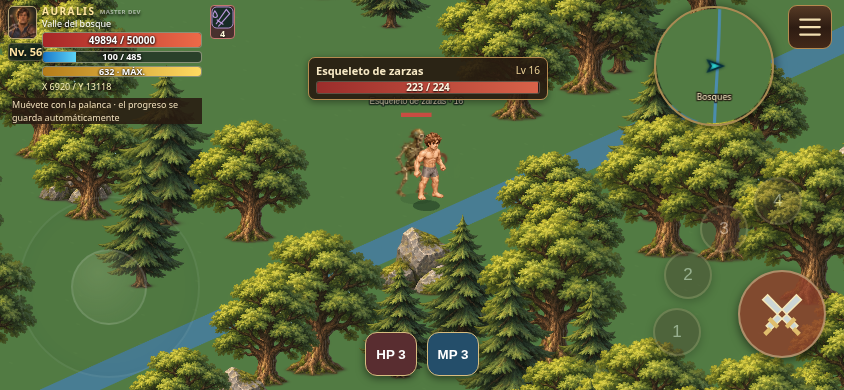 AURALIS MASTER DEV
Valle del bosque
Nv. 56
49894 / 50000
100 / 485
632 · MAX.
X 6920 / Y 13118
Muévete con la palanca · el progreso se
guarda automáticamente
4
Esqueleto de zarzas Lv 16
223 / 224
Esqueleto de zarzas · 16
Bosques
4
3
2
1
HP 3
MP 3